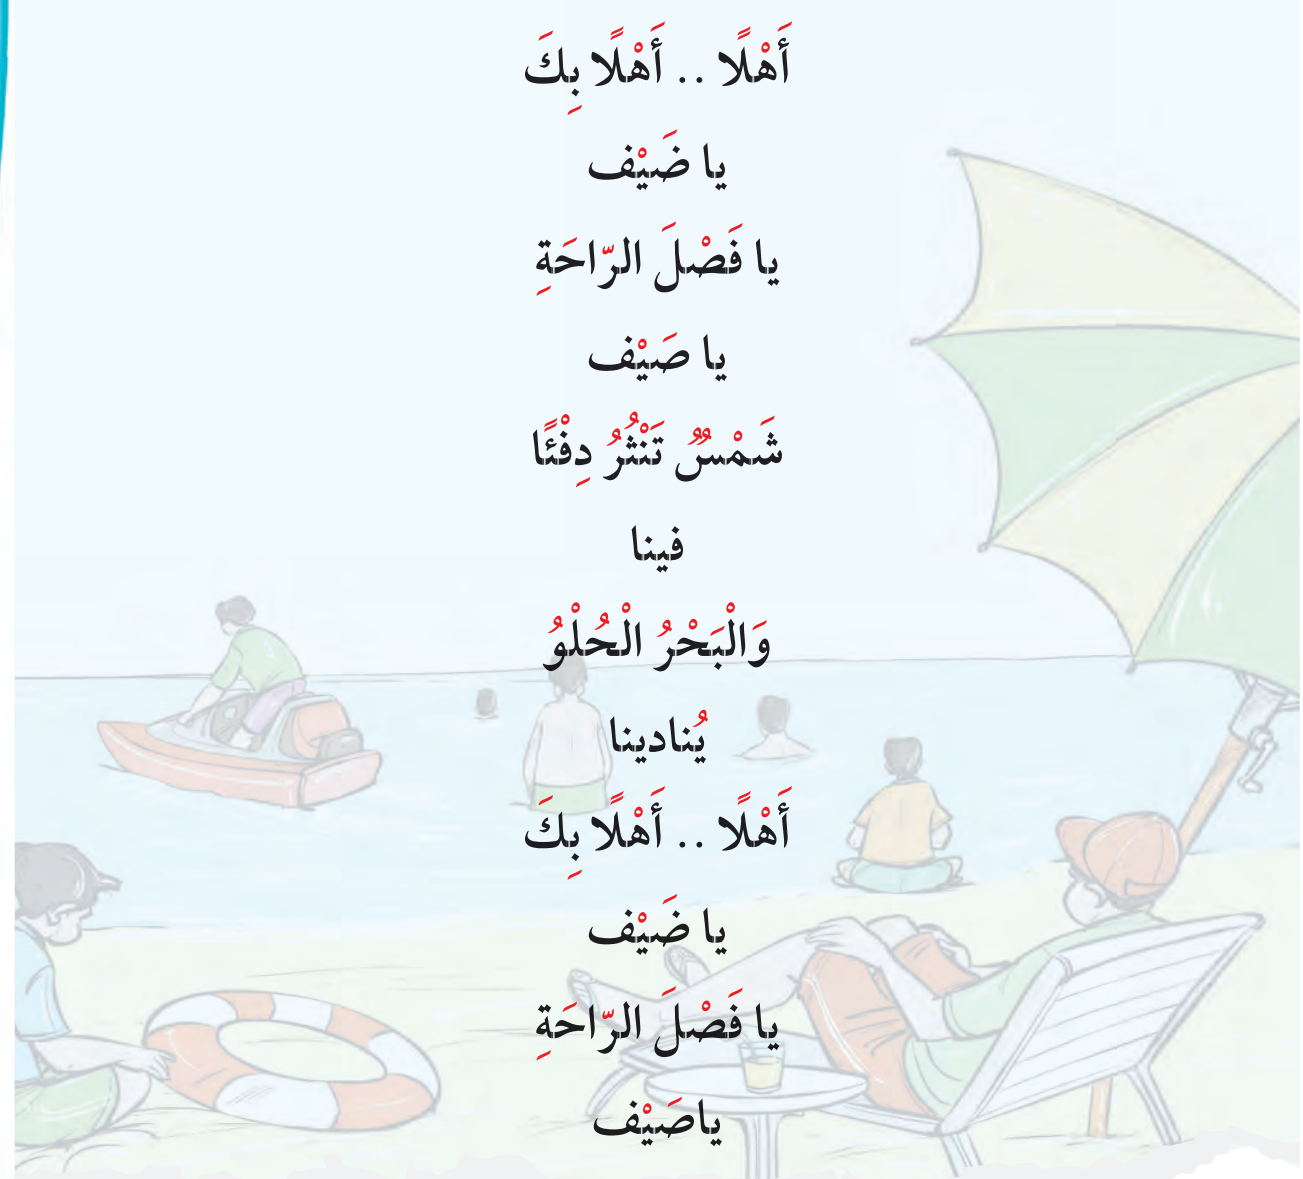 أَهْلًا .. أَهْلًا بِكَ
يا ضَيْف
يا فَصْلَ الرّاحَةِ
يا صَيْف
شَمْسٌ تَنْثُرُ دِفْئًا
فينا
وَالْبَحْرُ الْحُلْوُ
يُنادينا
أَهْلًا .. أَهْلًا بِكَ
يا ضَيْف
يا فَصْلَ الرّاحَةِ
ياصَيْف